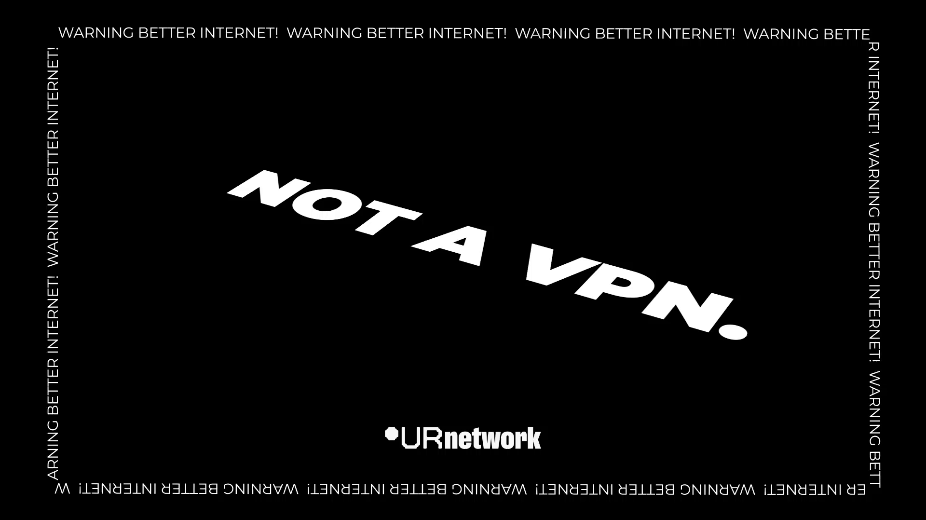 WARNING BETTER INTERNET! WARNING BETTER INTERNET! WARNING BETTER INTERNET! WARNING BETTE
R INTERNET! WARNING BETTER INTERNET! WARNING BETT
ER INTERNET! WARNING BETTER INTERNET! WARNING BETTER INTERNET! WARNING BETTER INTERNET! W
ARNING BETTER INTERNET! WARNING BETTER INTERNET!
NOT A VPN.
URnetwork